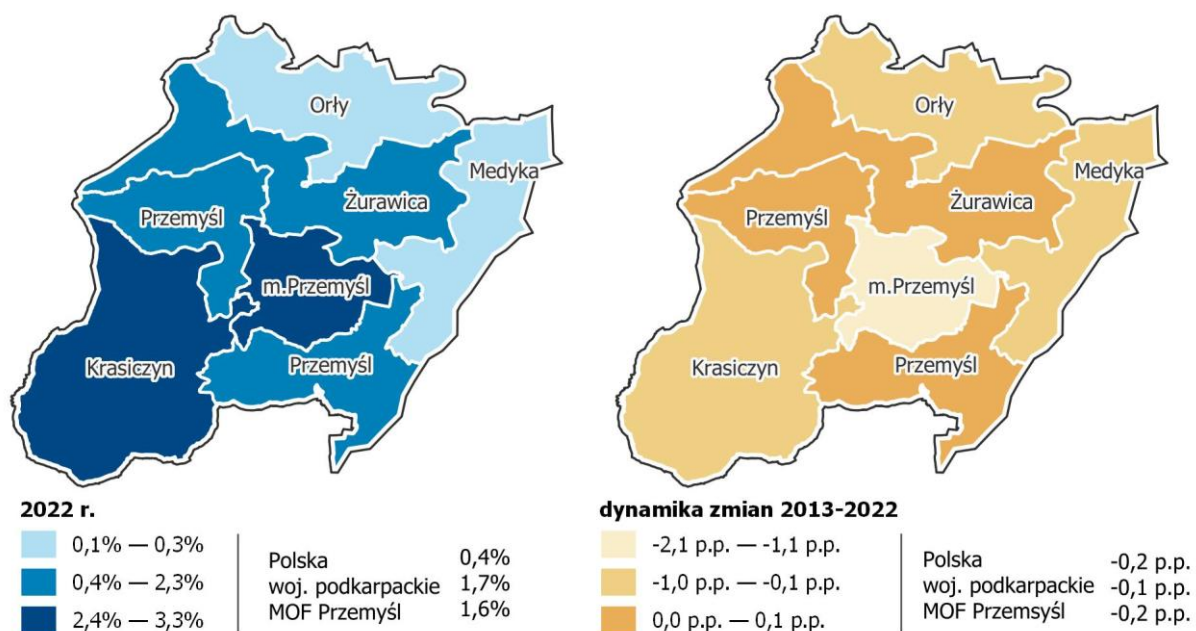 Orły
Medyka
Żurawica
Przemyśl
m.Przemyśl
Krasiczyn
Przemyśl
2022 r.
0,1% — 0,3%
0,4% — 2,3%
2,4% — 3,3%
Polska 0,4%
woj. podkarpackie 1,7%
MOF Przemyśl 1,6%
Orły
Medyka
Żurawica
Przemyśl
m.Przemyśl
Krasiczyn
Przemyśl
dynamika zmian 2013-2022
-2,1 p.p. — -1,1 p.p.
-1,0 p.p. — -0,1 p.p.
0,0 p.p. — 0,1 p.p.
Polska -0,2 p.p.
woj. podkarpackie -0,1 p.p.
MOF Przemsyśl -0,2 p.p.